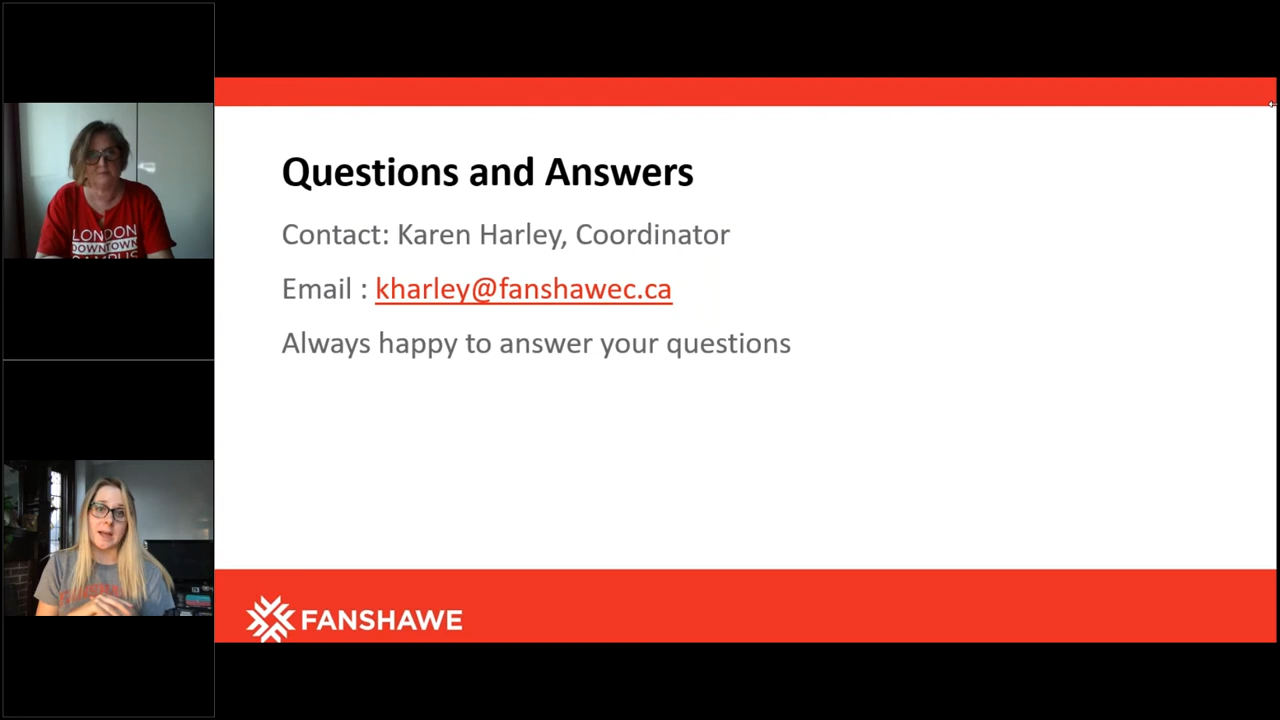 LONDON
DOWNTOWN
CAMPUS
Questions and Answers
Contact: Karen Harley, Coordinator
Email : kharley@fanshawec.ca
Always happy to answer your questions
FANSHAWE